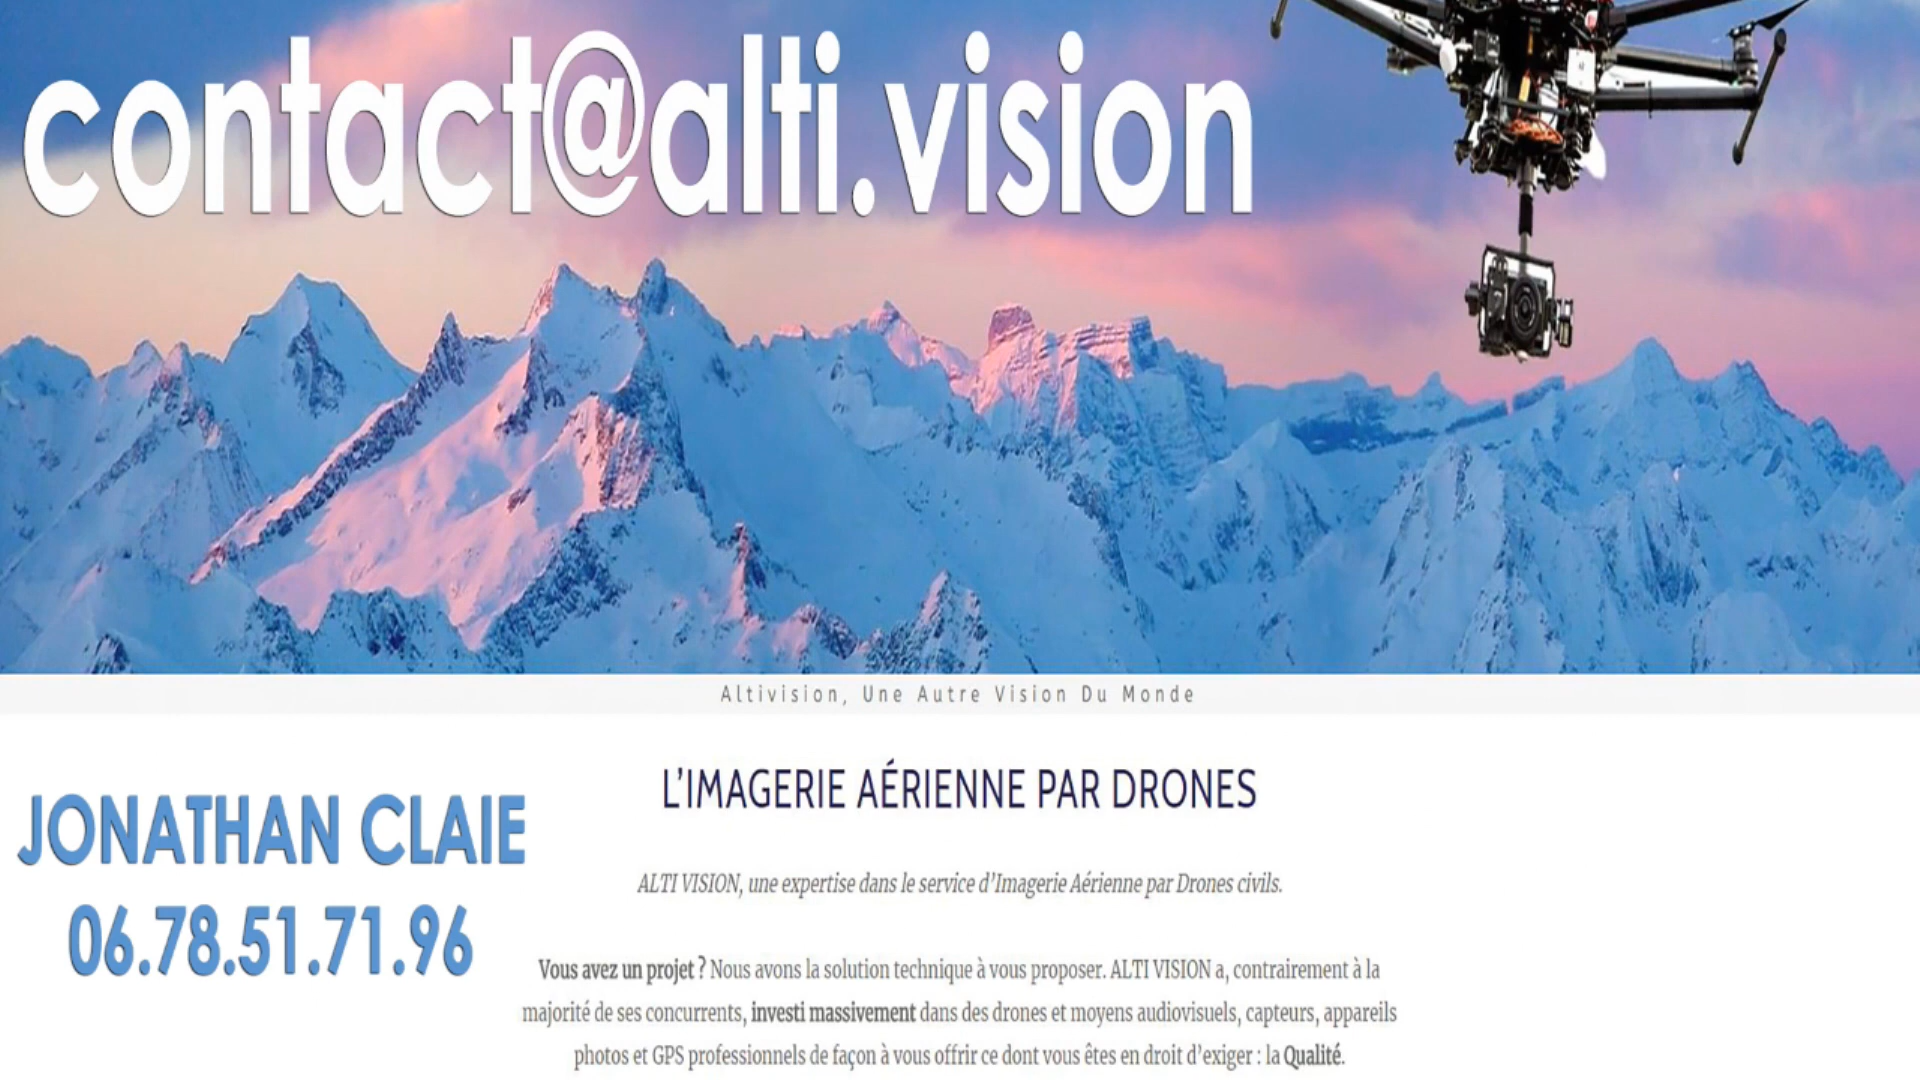 contact@alti.vision
Altivision, Une Autre Vision Du Monde
L'IMAGERIE AÉRIENNE PAR DRONES
JONATHAN CLAIE
06.78.51.71.96
ALTI VISION, une expertise dans le service d'Imagerie Aérienne par Drones civils.
Vous avez un projet ? Nous avons la solution technique à vous proposer. ALTI VISION a, contrairement à la
majorité de ses concurrents, investi massivement dans des drones et moyens audiovisuels, capteurs, appareils
photos et GPS professionnels de façon à vous offrir ce dont vous êtes en droit d'exiger : la Qualité.